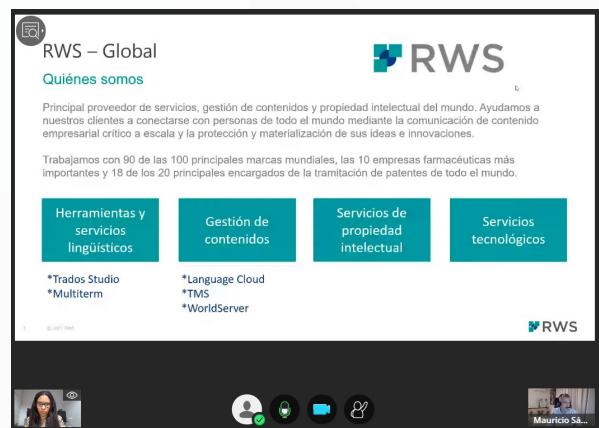 RWS – Global
RWS
Quiénes somos
Principal proveedor de servicios, gestión de contenidos y propiedad intelectual del mundo. Ayudamos a
nuestros clientes a conectarse con personas de todo el mundo mediante la comunicación de contenido
empresarial crítico a escala y la protección y materialización de sus ideas e innovaciones.
Trabajamos con 90 de las 100 principales marcas mundiales, las 10 empresas farmacéuticas más
importantes y 18 de los 20 principales encargados de la tramitación de patentes de todo el mundo.
Herramientas y
servicios
lingüísticos
Gestión de
contenidos
Servicios de
propiedad
intelectual
Servicios
tecnológicos
*Trados Studio
*Multiterm
*Language Cloud
*TMS
*WorldServer
RWS
Mauricio Sá...